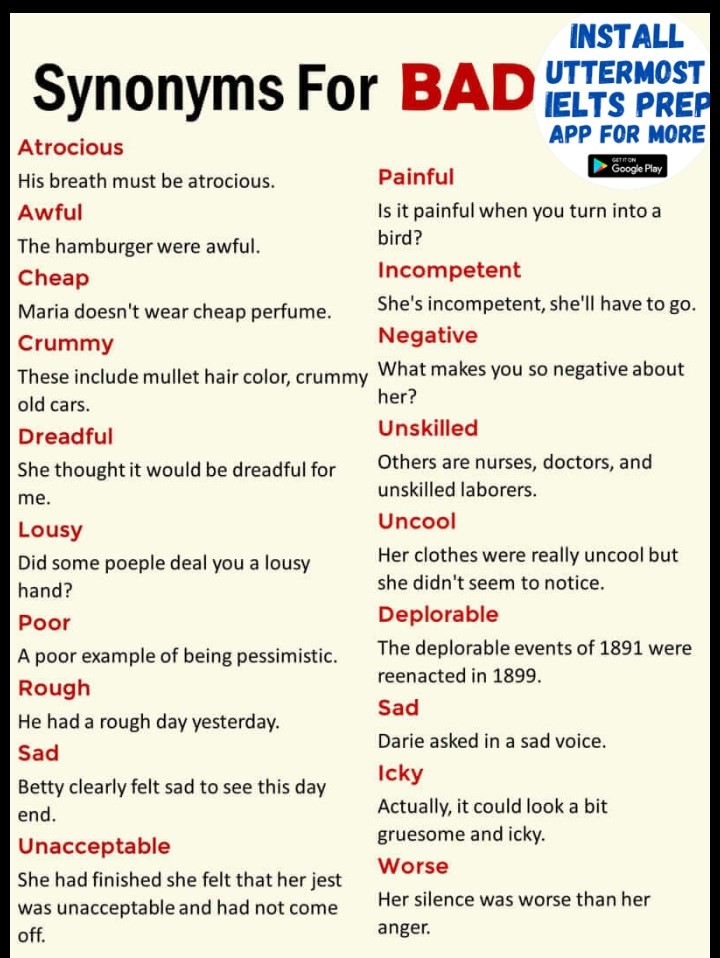 Synonyms For BAD
INSTALL
UTTERMOST
IELTS PREP
APP FOR MORE
GET IT ON
Google Play
Atrocious
His breath must be atrocious.
Awful
The hamburger were awful.
Cheap
Maria doesn't wear cheap perfume.
Crummy
These include mullet hair color, crummy
old cars.
Dreadful
She thought it would be dreadful for
me.
Lousy
Did some poeple deal you a lousy
hand?
Poor
A poor example of being pessimistic.
Rough
He had a rough day yesterday.
Sad
Betty clearly felt sad to see this day
end.
Unacceptable
She had finished she felt that her jest
was unacceptable and had not come
off.
Painful
Is it painful when you turn into a
bird?
Incompetent
She's incompetent, she'll have to go.
Negative
What makes you so negative about
her?
Unskilled
Others are nurses, doctors, and
unskilled laborers.
Uncool
Her clothes were really uncool but
she didn't seem to notice.
Deplorable
The deplorable events of 1891 were
reenacted in 1899.
Sad
Darie asked in a sad voice.
Icky
Actually, it could look a bit
gruesome and icky.
Worse
Her silence was worse than her
anger.